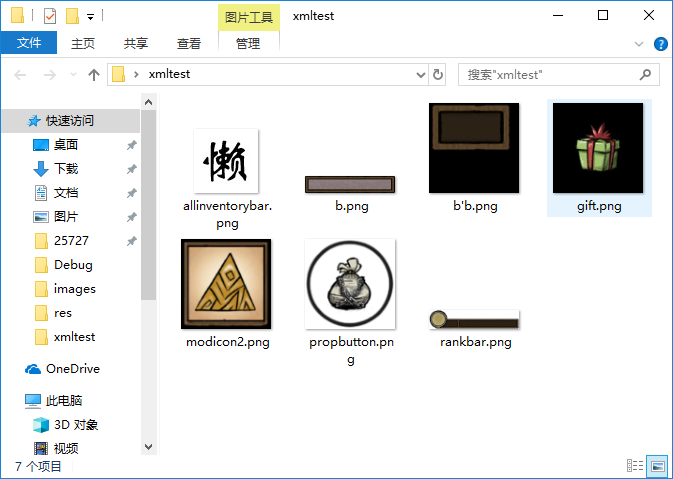 图片工具
xmltest
文件
主页
共享
查看
管理
xmltest
搜索"xmltest"
快速访问
桌面
下载
文档
图片
25727
Debug
images
res
xmltest
OneDrive
此电脑
3D 对象
视频
懒
allinventorybar.
png
b.png
b'b.png
gift.png
modicon2.png
propbutton.pn
g
rankbar.png
7 个项目